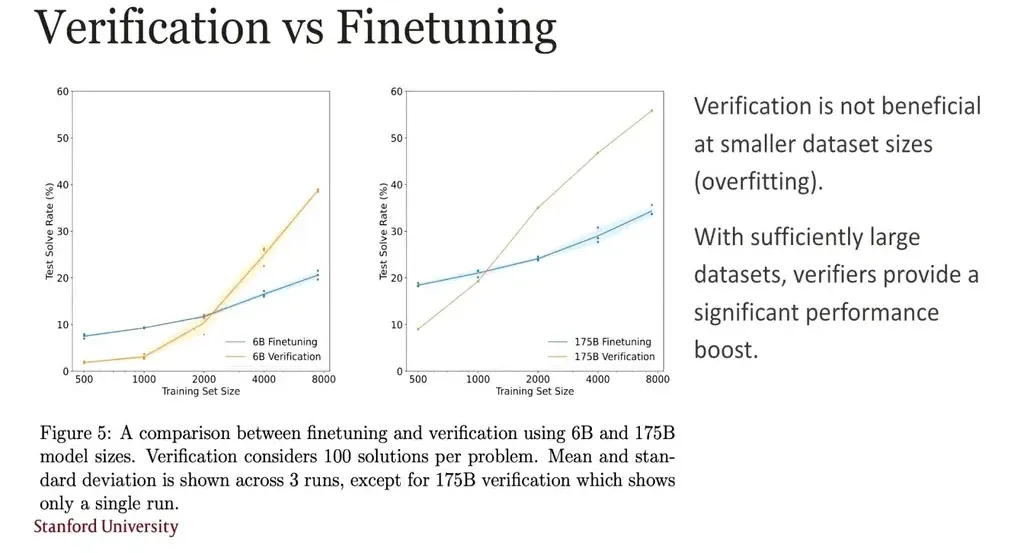 Verification vs Finetuning
60
50
40
30
20
10
0
Test Solve Rate (%)
6B Finetuning
6B Verification
500 1000 2000 4000 8000
Training Set Size
60
50
40
30
20
10
0
Test Solve Rate (%)
175B Finetuning
175B Verification
500 1000 2000 4000 8000
Training Set Size
Verification is not beneficial
at smaller dataset sizes
(overfitting).
With sufficiently large
datasets, verifiers provide a
significant performance
boost.
Figure 5: A comparison between finetuning and verification using 6B and 175B
model sizes. Verification considers 100 solutions per problem. Mean and stan-
dard deviation is shown across 3 runs, except for 175B verification which shows
only a single run.
Stanford University